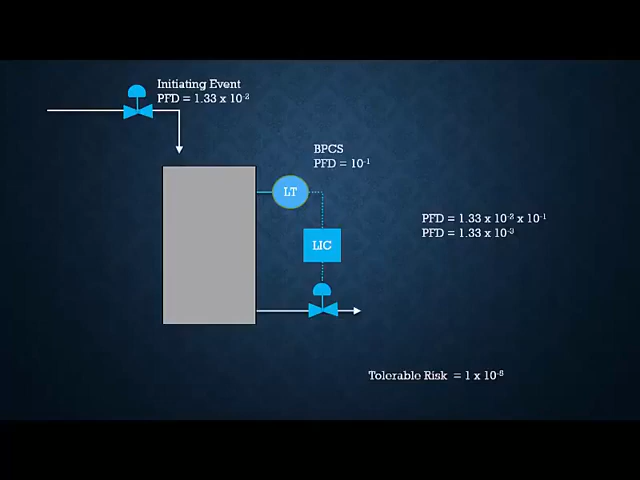 Initiating Event
PFD = 1.33 x 10⁻²
BPCS
PFD = 10⁻¹
LT
PFD = 1.33 x 10⁻² x 10⁻¹
PFD = 1.33 x 10⁻³
LIC
Tolerable Risk = 1 x 10⁻⁶